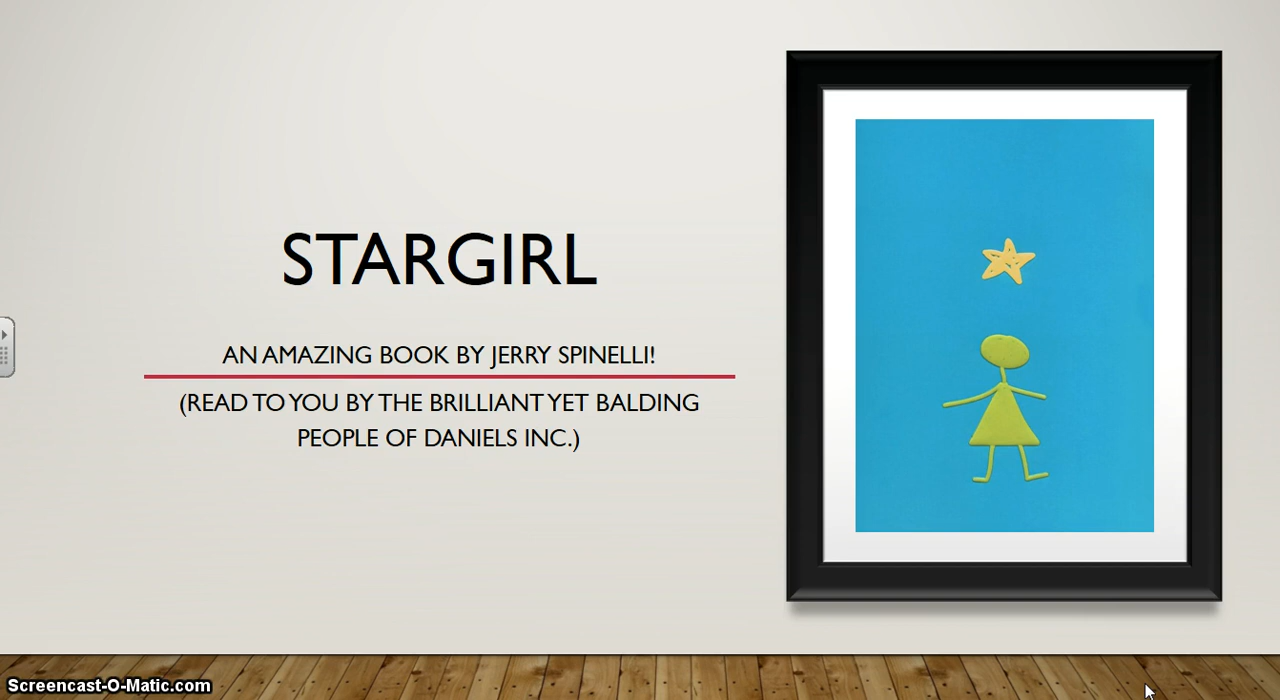 STARGIRL
AN AMAZING BOOK BY JERRY SPINELLI!
(READ TO YOU BY THE BRILLIANT YET BALDING
PEOPLE OF DANIELS INC.)
Screencast-O-Matic.com